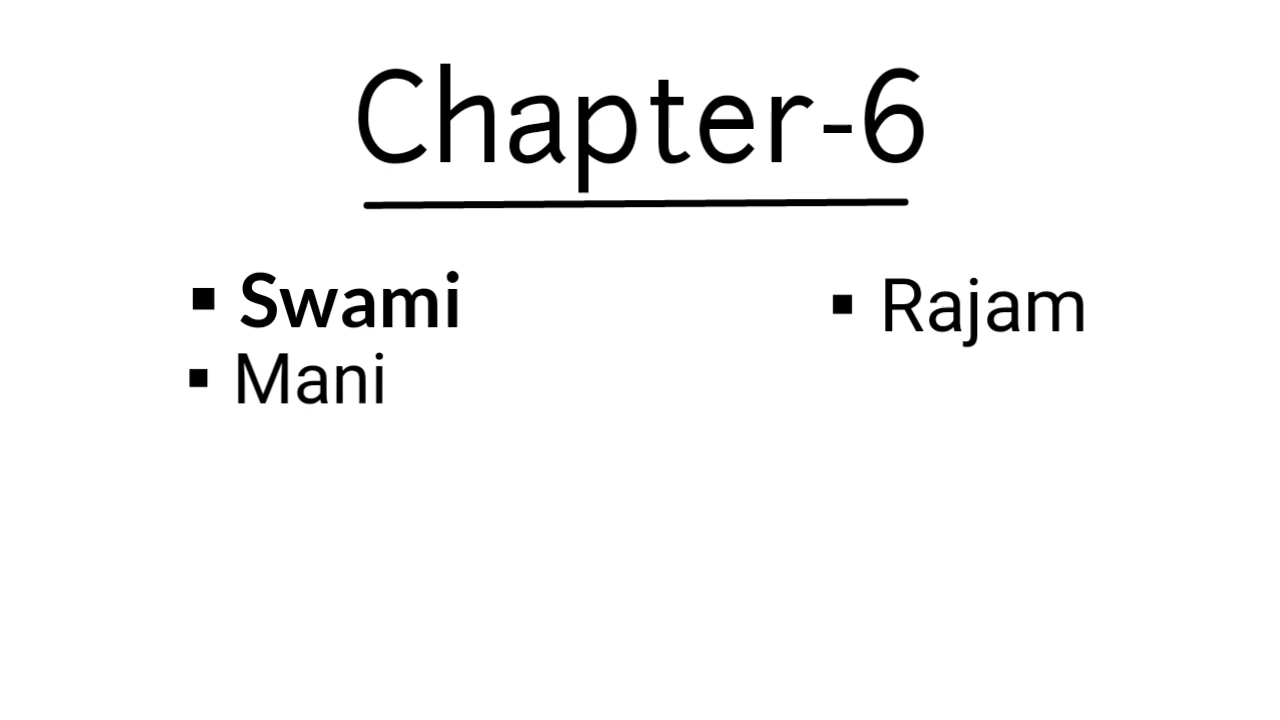 Chapter-6
▪ Swami
▪ Mani
▪ Rajam